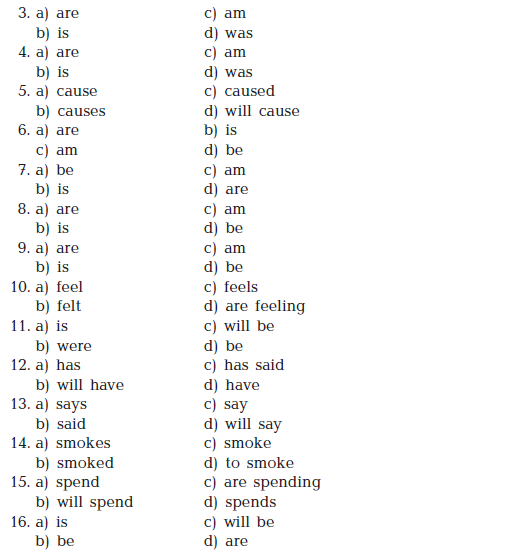 3. a) are c) am
b) is d) was
4. a) are c) am
b) is d) was
5. a) cause c) caused
b) causes d) will cause
6. a) are b) is
c) am d) be
7. a) be c) am
b) is d) are
8. a) are c) am
b) is d) be
9. a) are c) am
b) is d) be
10. a) feel c) feels
b) felt d) are feeling
11. a) is c) will be
b) were d) be
12. a) has c) has said
b) will have d) have
13. a) says c) say
b) said d) will say
14. a) smokes c) smoke
b) smoked d) to smoke
15. a) spend c) are spending
b) will spend d) spends
16. a) is c) will be
b) be d) are